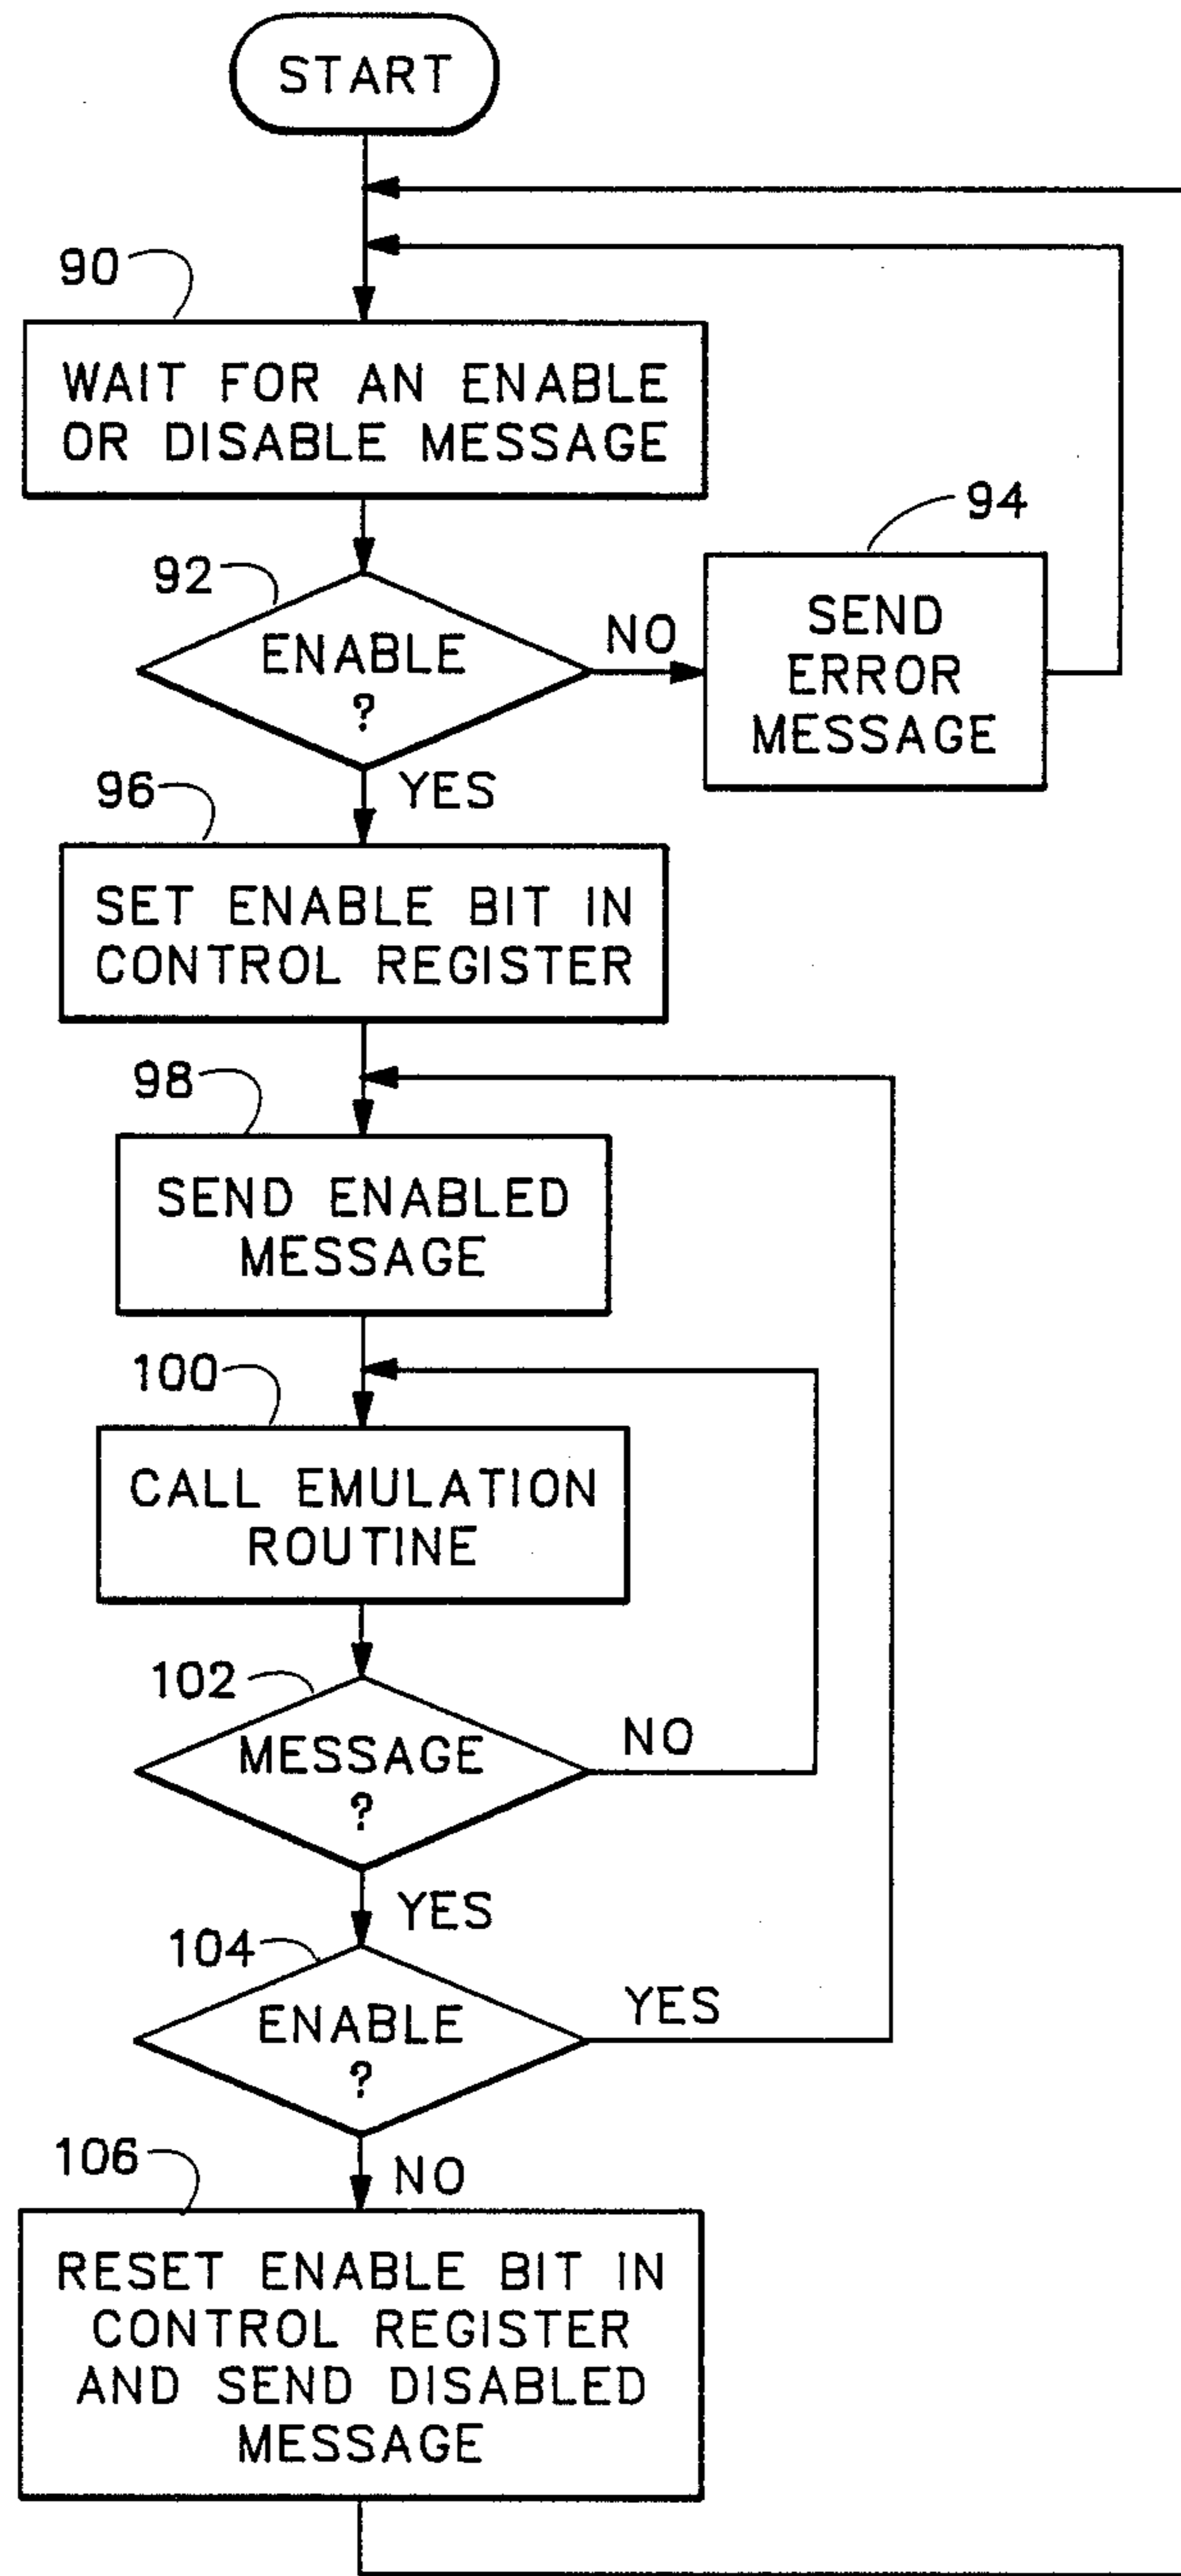 START
90
WAIT FOR AN ENABLE
OR DISABLE MESSAGE
92
ENABLE
?
NO
94
SEND
ERROR
MESSAGE
YES
96
SET ENABLE BIT IN
CONTROL REGISTER
98
SEND ENABLED
MESSAGE
100
CALL EMULATION
ROUTINE
102
MESSAGE
?
NO
YES
104
ENABLE
?
YES
NO
106
RESET ENABLE BIT IN
CONTROL REGISTER
AND SEND DISABLED
MESSAGE